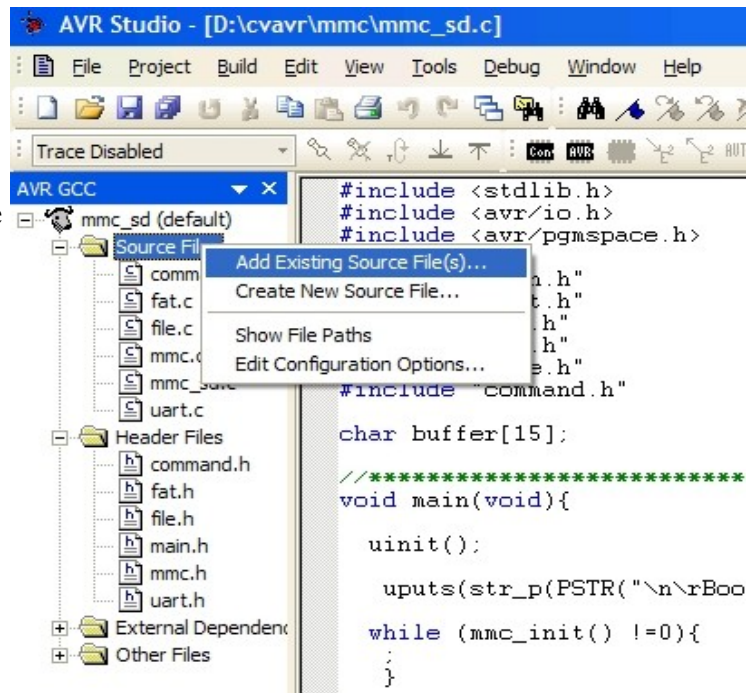 AVR Studio - [D:\cvavr\mmc\mmc_sd.c]
File Project Build Edit View Tools Debug Window Help
Trace Disabled
Con AVR AUT
AVR GCC
mmc_sd (default)
Source Fil
comm
fat.c
file.c
mmc.c
mmc_sd.c
uart.c
Header Files
command.h
fat.h
file.h
main.h
mmc.h
uart.h
External Dependenc
Other Files
Add Existing Source File(s)...
Create New Source File...
Show File Paths
Edit Configuration Options...
#include <stdlib.h>
#include <avr/io.h>
#include <avr/pgmspace.h>
n.h"
t.h"
.h"
.h"
e.h"
#include "command.h"
char buffer[15];
//**************************
void main(void){
uinit();
uputs(str_p(PSTR("\n\rBoo
while (mmc_init() !=0){
;
}